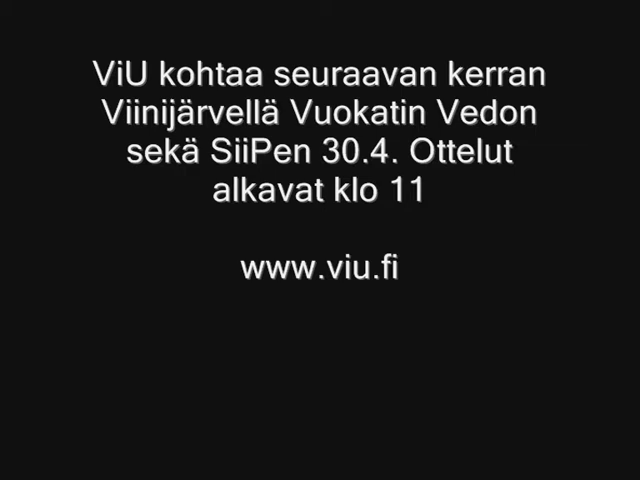 ViU kohtaa seuraavan kerran
Viinijärvellä Vuokatin Vedon
sekä SiiPen 30.4. Ottelut
alkavat klo 11
www.viu.fi